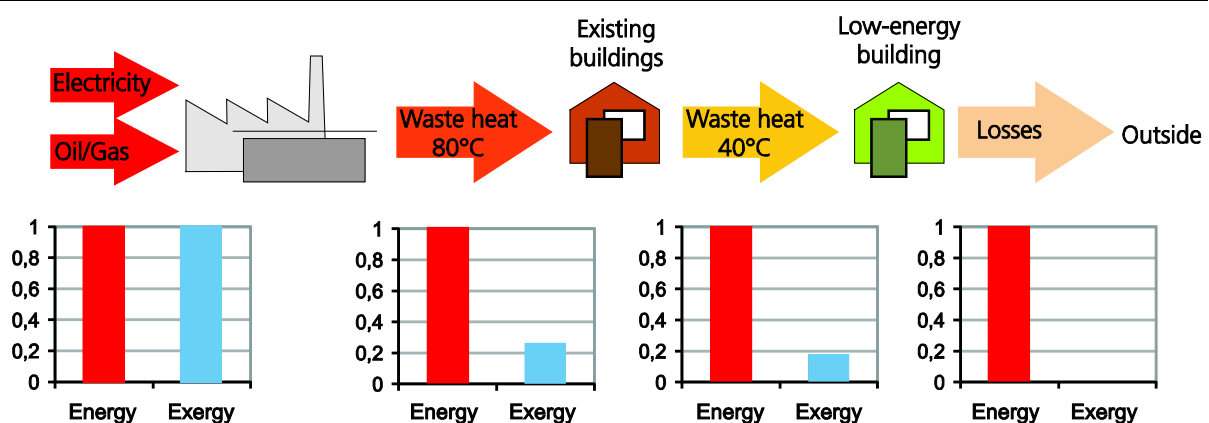 Electricity
Oil/Gas
Waste heat
80°C
Existing
buildings
Waste heat
40°C
Low-energy
building
Losses
Outside
1
0,8
0,6
0,4
0,2
0
Energy Exergy
1
0,8
0,6
0,4
0,2
0
Energy Exergy
1
0,8
0,6
0,4
0,2
0
Energy Exergy
1
0,8
0,6
0,4
0,2
0
Energy Exergy